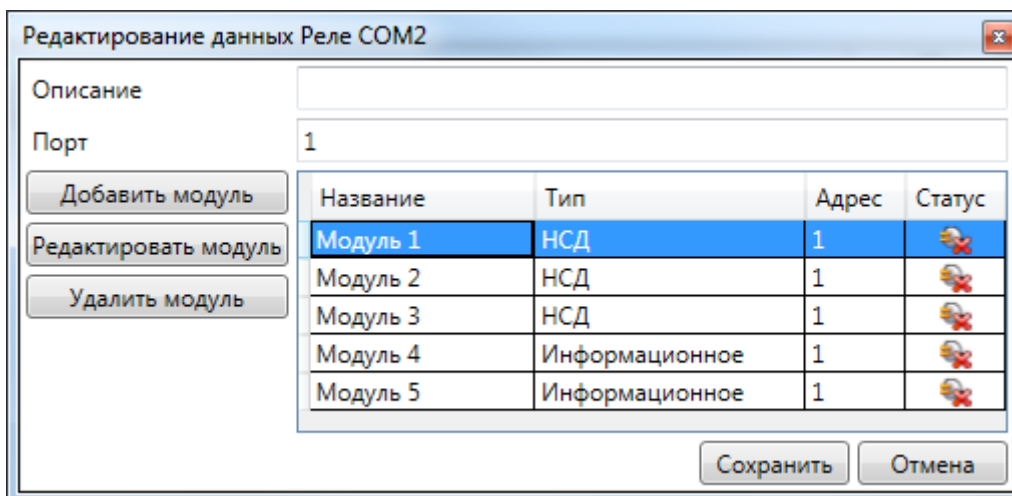 Редактирование данных Реле COM2
Описание
Порт 1
Добавить модуль
Редактировать модуль
Удалить модуль
Название Тип Адрес Статус
Модуль 1 НСД 1
Модуль 2 НСД 1
Модуль 3 НСД 1
Модуль 4 Информационное 1
Модуль 5 Информационное 1
Сохранить Отмена